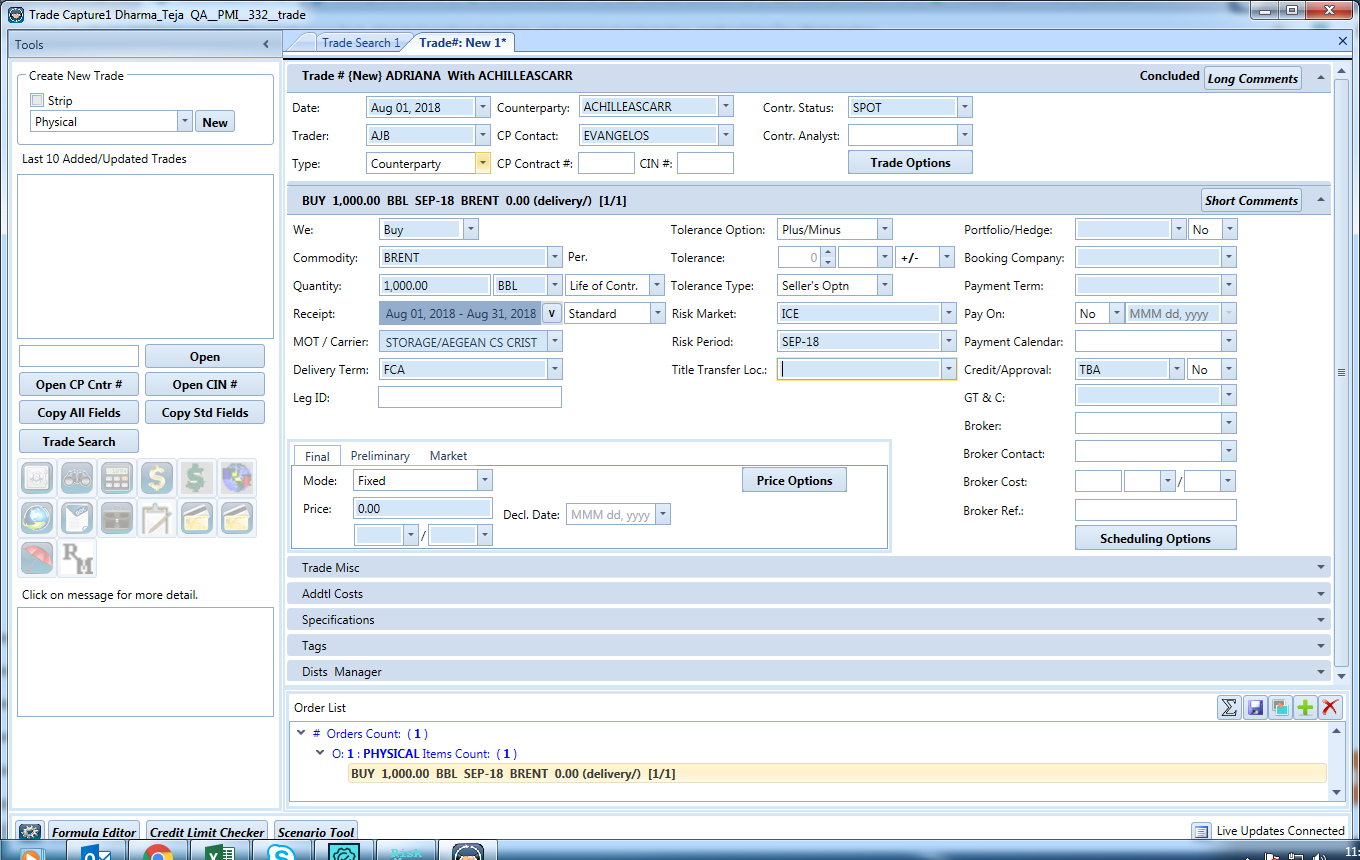 Trade Capture1 Dharma_Teja QA__PMI__332__trade
Tools
Trade Search 1
Trade#: New 1*
Create New Trade
Strip
Physical
New
Last 10 Added/Updated Trades
Open
Open CP Cntr #
Open CIN #
Copy All Fields
Copy Std Fields
Trade Search
RM
Click on message for more detail.
Trade # {New} ADRIANA With ACHILLEASCARR
Concluded
Long Comments
Date: Aug 01, 2018 Counterparty: ACHILLEASCARR Contr. Status: SPOT
Trader: AJB CP Contact: EVANGELOS Contr. Analyst:
Type: Counterparty CP Contract #: CIN #: Trade Options
BUY 1,000.00 BBL SEP-18 BRENT 0.00 (delivery/) [1/1]
Short Comments
We: Buy Tolerance Option: Plus/Minus Portfolio/Hedge: No
Commodity: BRENT Per. Tolerance: 0 +/- Booking Company:
Quantity: 1,000.00 BBL Life of Contr. Tolerance Type: Seller's Optn Payment Term:
Receipt: Aug 01, 2018 - Aug 31, 2018 v Standard Risk Market: ICE Pay On: No MMM dd, yyyy
MOT / Carrier: STORAGE/AEGEAN CS CRIST Risk Period: SEP-18 Payment Calendar:
Delivery Term: FCA Title Transfer Loc.: Credit/Approval: TBA No
Leg ID: GT & C:
Broker:
Broker Contact:
Broker Cost: /
Broker Ref.:
Scheduling Options
Final Preliminary Market
Mode: Fixed Price Options
Price: 0.00 Decl. Date: MMM dd, yyyy
/
Trade Misc
Addtl Costs
Specifications
Tags
Dists Manager
Order List
# Orders Count: ( 1 )
O: 1 : PHYSICAL Items Count: ( 1 )
BUY 1,000.00 BBL SEP-18 BRENT 0.00 (delivery/) [1/1]
Formula Editor
Credit Limit Checker
Scenario Tool
Live Updates Connected
Risk